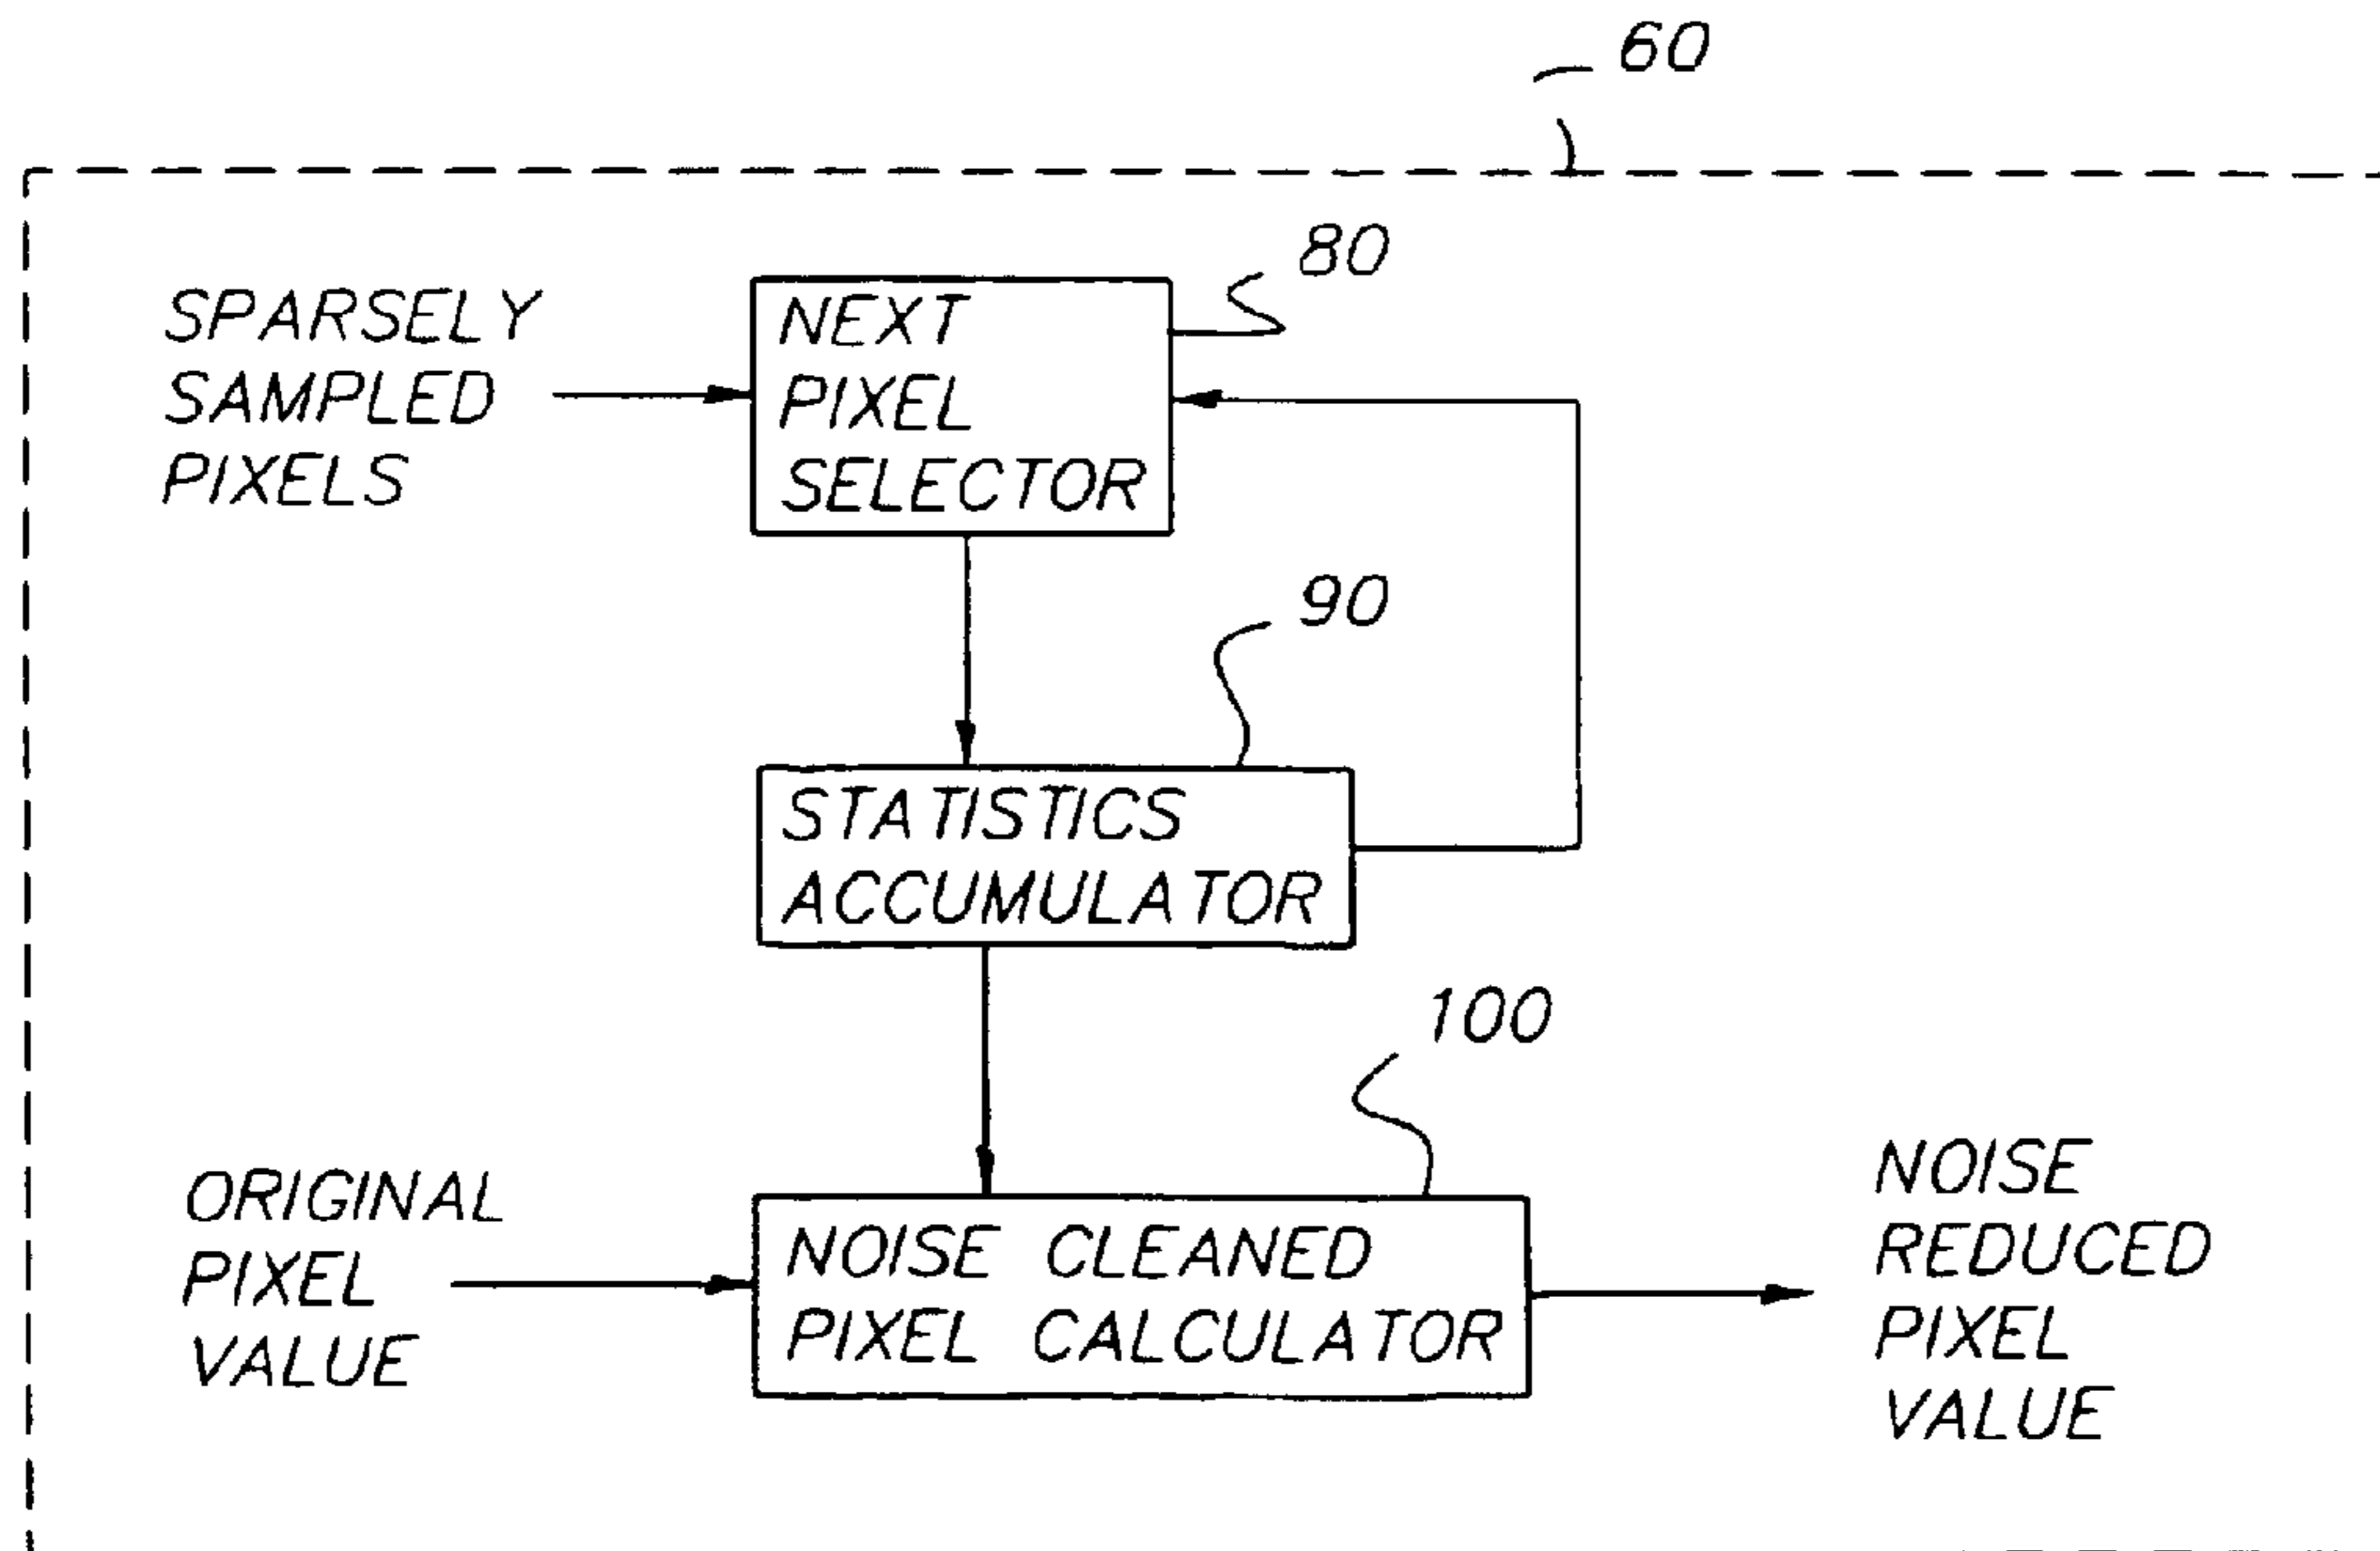 60
80
SPARSELY
SAMPLED
PIXELS
NEXT
PIXEL
SELECTOR
90
STATISTICS
ACCUMULATOR
100
ORIGINAL
PIXEL
VALUE
NOISE CLEANED
PIXEL CALCULATOR
NOISE
REDUCED
PIXEL
VALUE